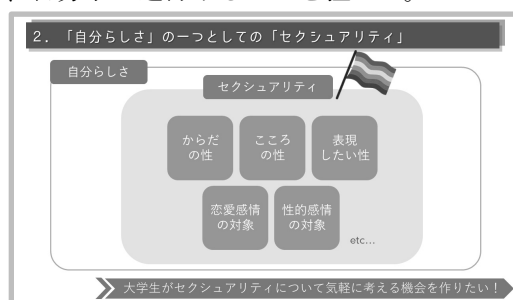 2．「自分らしさ」の一つとしての「セクシュアリティ」
自分らしさ
セクシュアリティ
からだ
の性
こころ
の性
表現
したい性
恋愛感情
の対象
性的感情
の対象
etc…
大学生がセクシュアリティについて気軽に考える機会を作りたい！